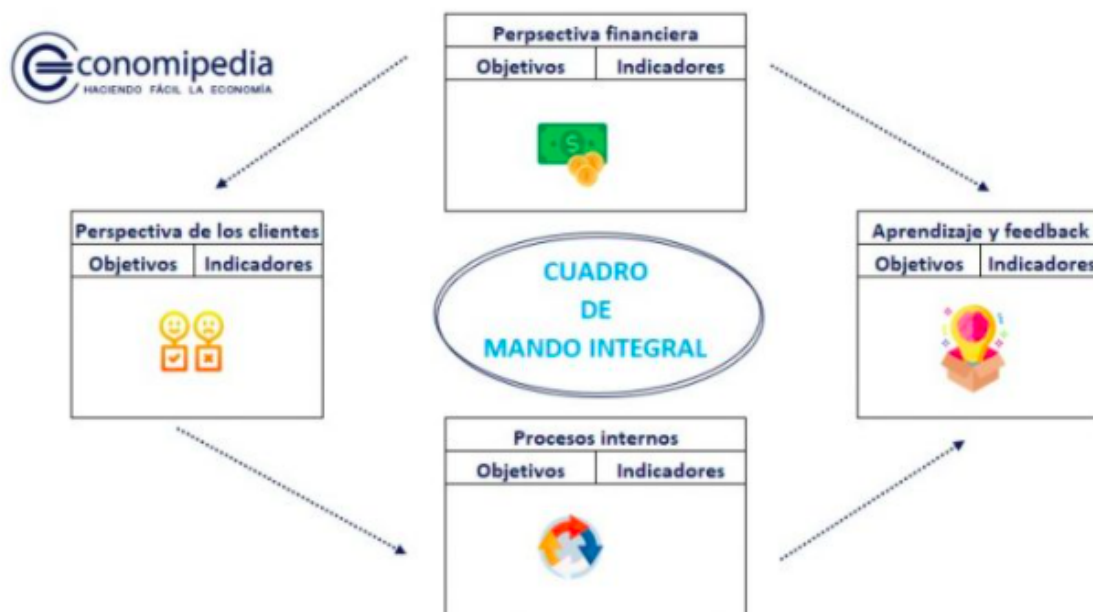 Perpsectiva financiera
Objetivos Indicadores
conomipedia
HACIENDO FÁCIL LA ECONOMÍA
Perspectiva de los clientes
Objetivos Indicadores
CUADRO
DE
MANDO INTEGRAL
Aprendizaje y feedback
Objetivos Indicadores
Procesos internos
Objetivos Indicadores